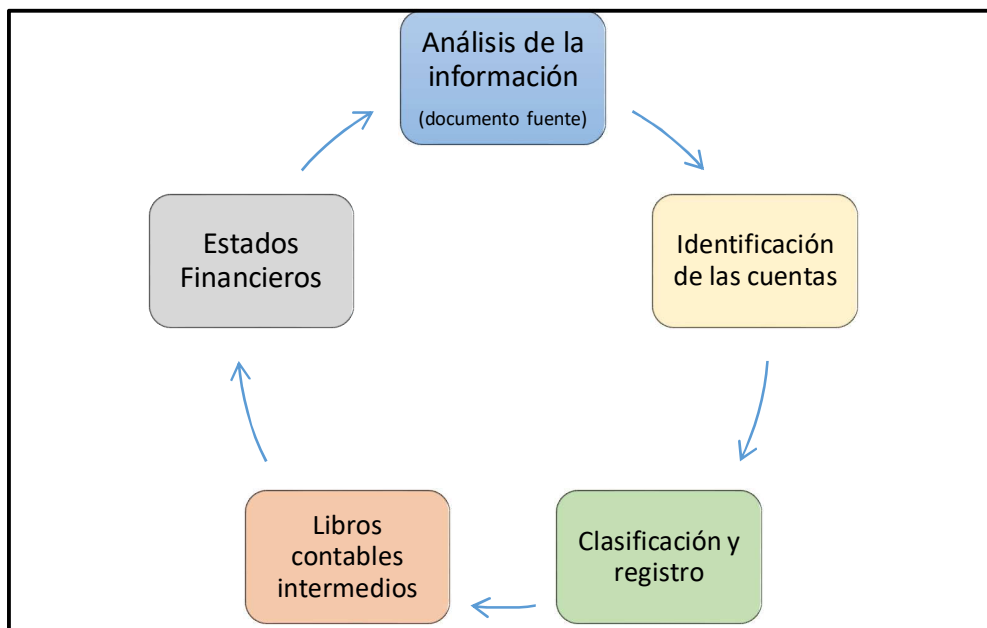 Análisis de la
información
(documento fuente)
Identificación
de las cuentas
Clasificación y
registro
Libros
contables
intermedios
Estados
Financieros